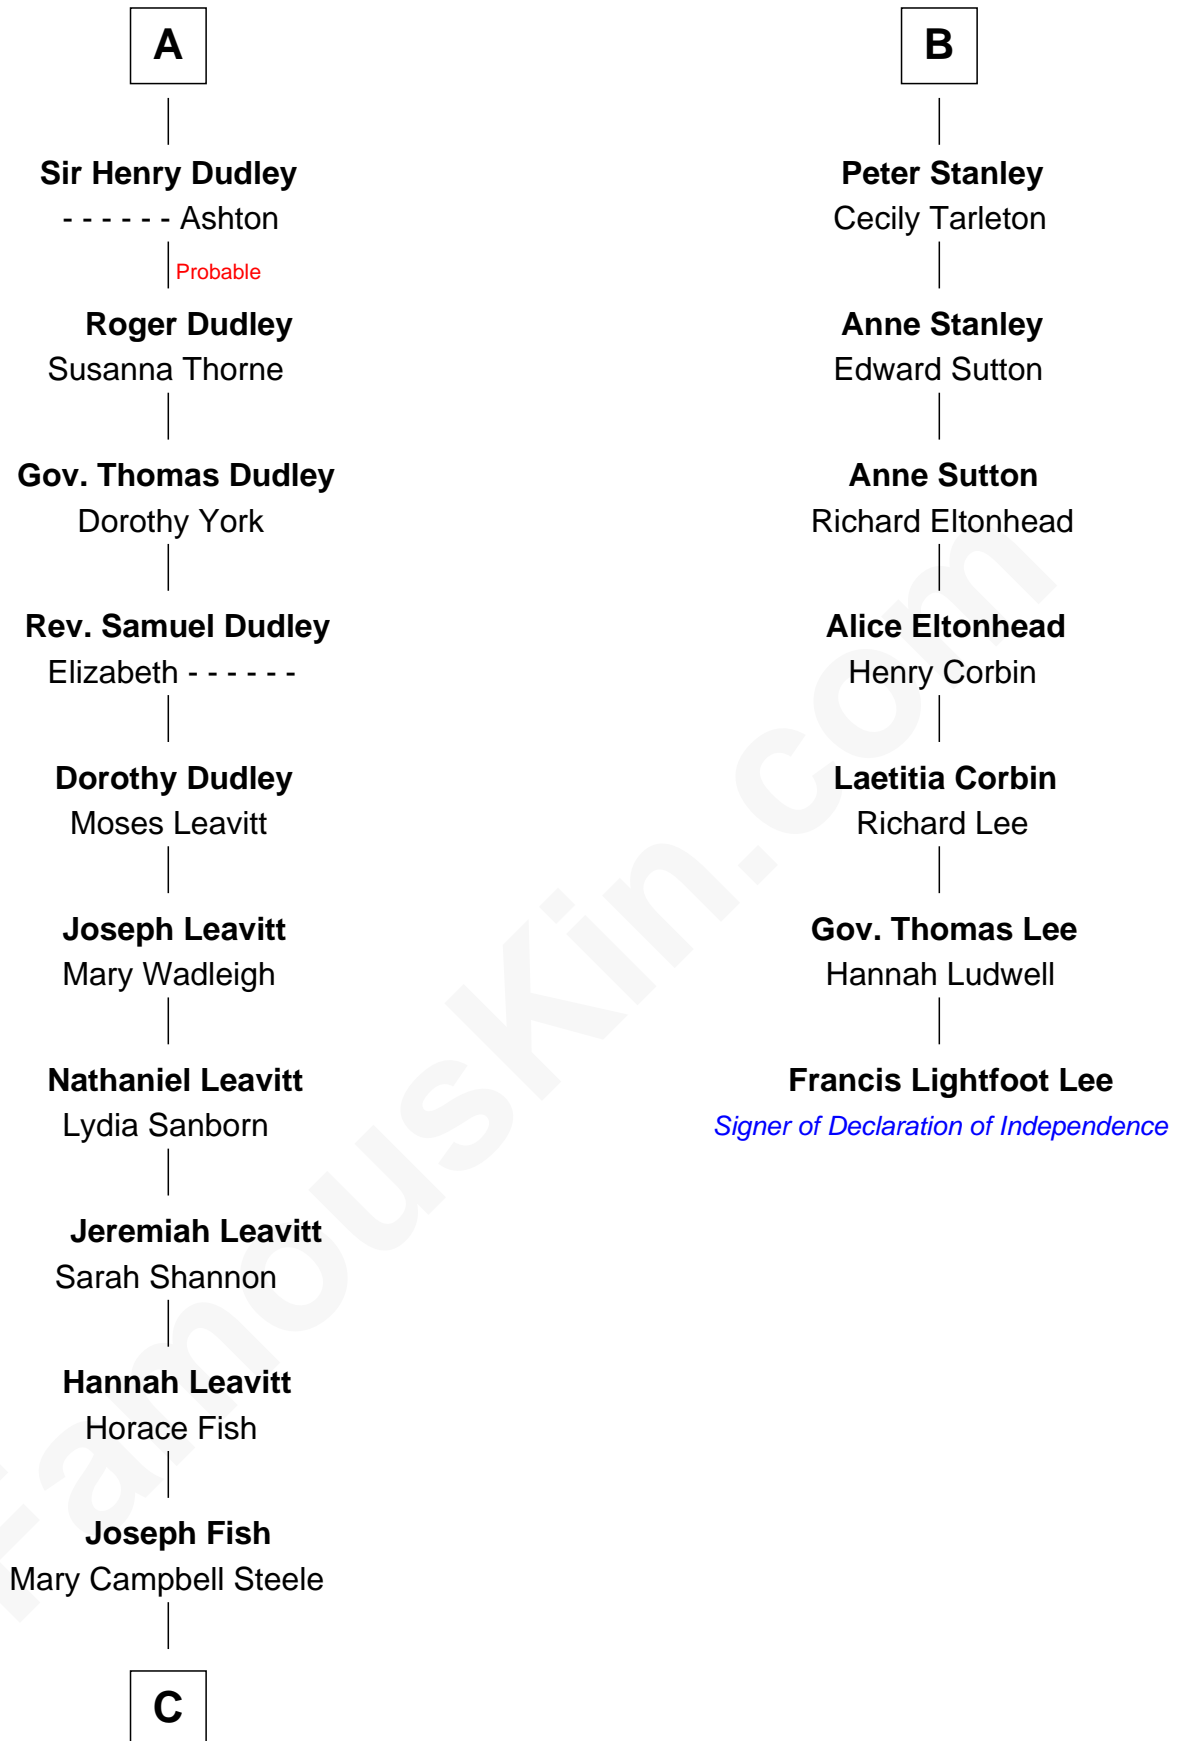 A
Sir Henry Dudley
- - - - - - Ashton
Probable
Roger Dudley
Susanna Thorne
Gov. Thomas Dudley
Dorothy York
Rev. Samuel Dudley
Elizabeth - - - - - -
Dorothy Dudley
Moses Leavitt
Joseph Leavitt
Mary Wadleigh
Nathaniel Leavitt
Lydia Sanborn
Jeremiah Leavitt
Sarah Shannon
Hannah Leavitt
Horace Fish
Joseph Fish
Mary Campbell Steele
C
B
Peter Stanley
Cecily Tarleton
Anne Stanley
Edward Sutton
Anne Sutton
Richard Eltonhead
Alice Eltonhead
Henry Corbin
Laetitia Corbin
Richard Lee
Gov. Thomas Lee
Hannah Ludwell
Francis Lightfoot Lee
Signer of Declaration of Independence
FamousKin.com